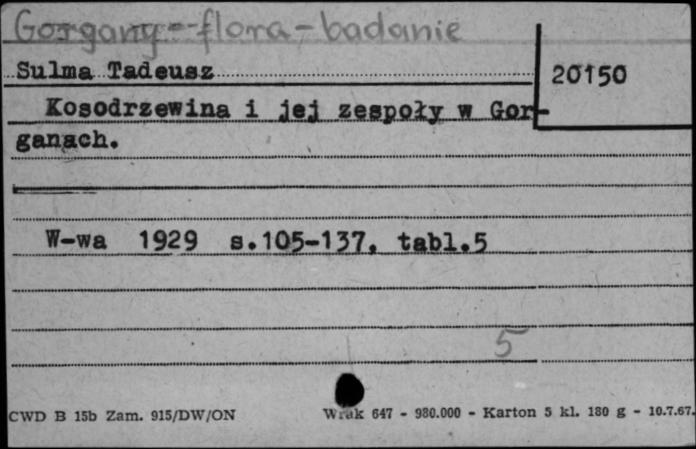 Gorgany - flora - badanie
Sulma Tadeusz
20150
Kosodrzewina i jej zespoły w Gor-
ganach.
W-wa 1929 s.105-137, tabl.5
5
CWD B 15b Zam. 915/DW/ON
Wrak 647 - 980.000 - Karton 5 kl. 180 g - 10.7.67.